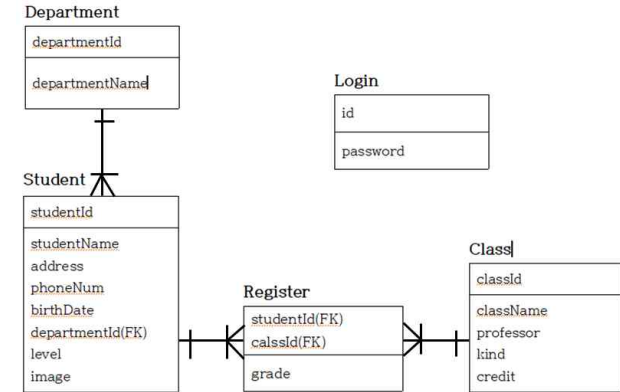 Department
departmentId
departmentName
Login
id
password
Student
studentId
studentName
address
phoneNum
birthDate
departmentId(FK)
level
image
Register
studentId(FK)
calssId(FK)
grade
Class
classId
className
professor
kind
credit